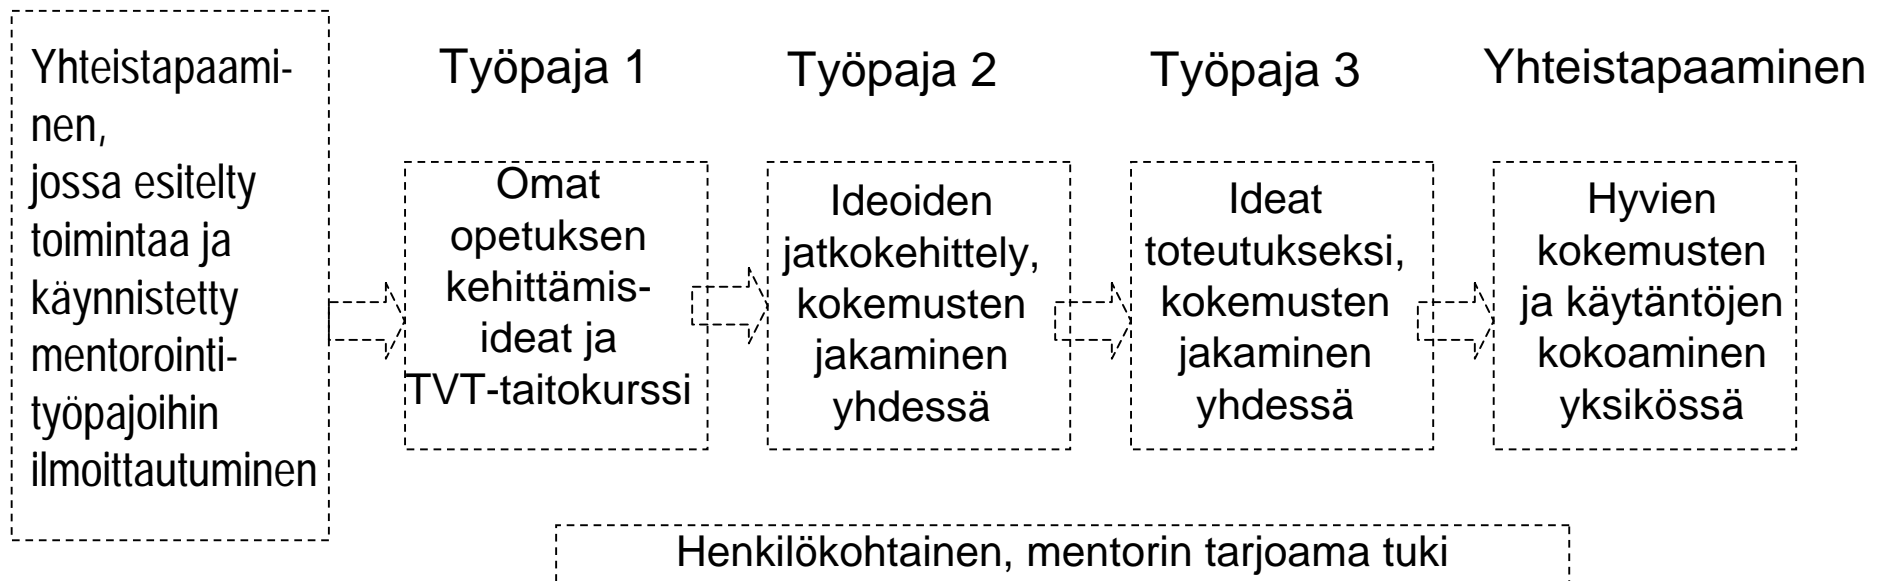 Yhteistapaami-
nen,
jossa esitelty
toimintaa ja
käynnistetty
mentorointi-
työpajoihin
ilmoittautuminen
Työpaja 1
Omat
opetuksen
kehittämis-
ideat ja
TVT-taitokurssi
Työpaja 2
Ideoiden
jatkokehittely,
kokemusten
jakaminen
yhdessä
Työpaja 3
Ideat
toteutukseksi,
kokemusten
jakaminen
yhdessä
Yhteistapaaminen
Hyvien
kokemusten
ja käytäntöjen
kokoaminen
yksikössä
Henkilökohtainen, mentorin tarjoama tuki